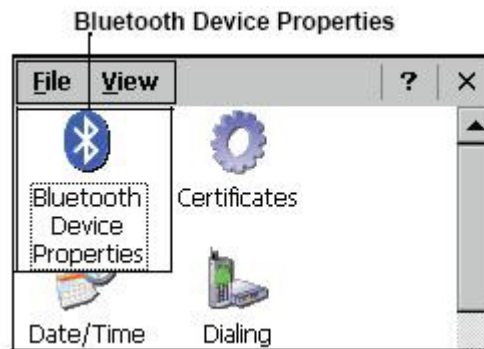 Bluetooth Device Properties
File View ? ×
Bluetooth
Device
Properties
Certificates
Date/Time
Dialing